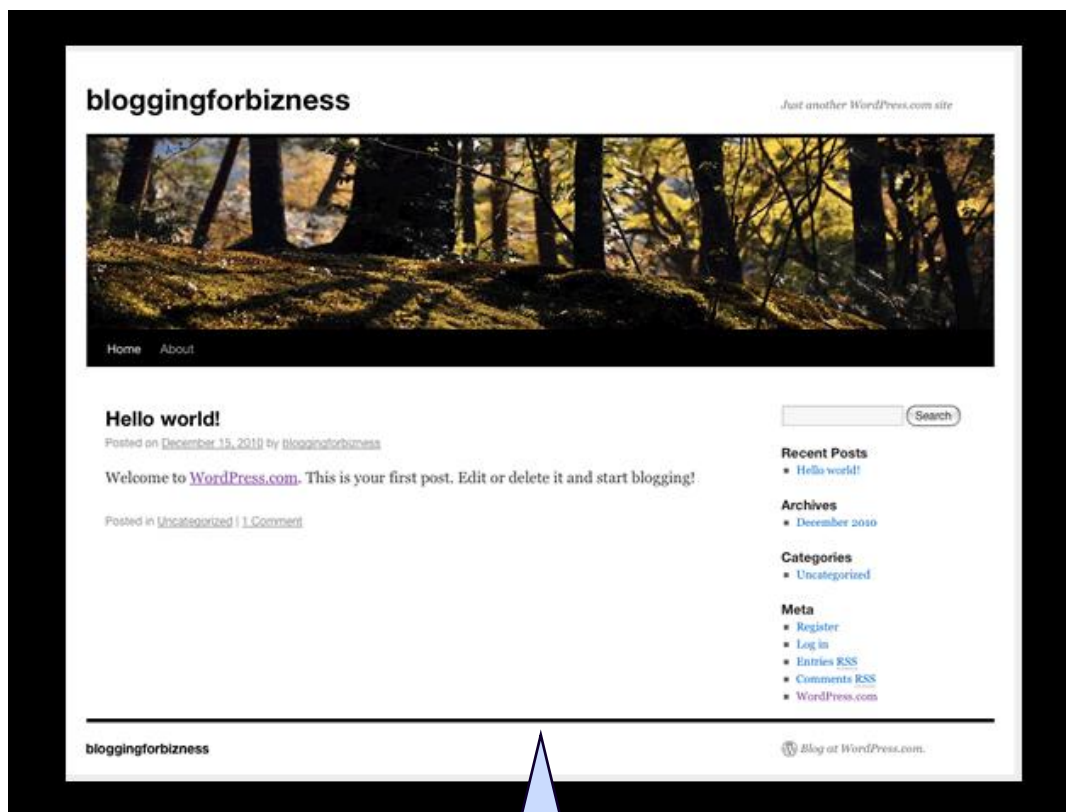 bloggingforbizness
Just another WordPress.com site
Home About
Hello world!
Posted on December 15, 2010 by bloggingforbizness
Welcome to WordPress.com. This is your first post. Edit or delete it and start blogging!
Posted in Uncategorized | 1 Comment
Search
Recent Posts
Hello world!
Archives
December 2010
Categories
Uncategorized
Meta
Register
Log in
Entries RSS
Comments RSS
WordPress.com
bloggingforbizness
Blog at WordPress.com.